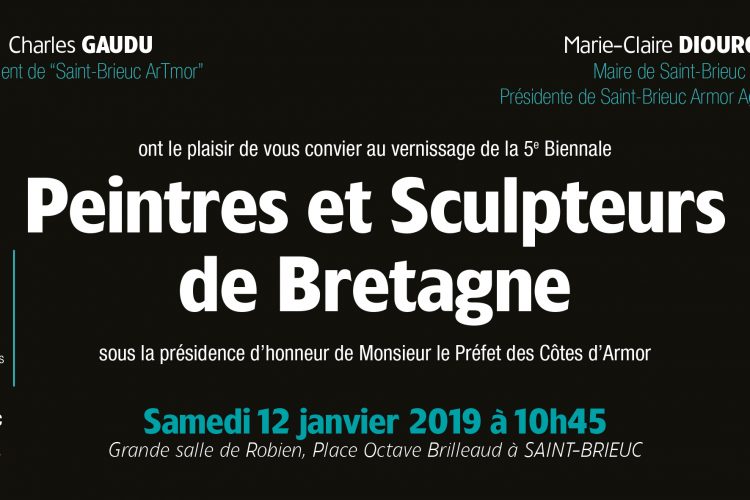 Charles GAUDU
ent de “Saint-Brieuc ArTmor”
Marie-Claire DIOURO
Maire de Saint-Brieuc
Présidente de Saint-Brieuc Armor A
ont le plaisir de vous convier au vernissage de la 5e Biennale
Peintres et Sculpteurs
de Bretagne
sous la présidence d’honneur de Monsieur le Préfet des Côtes d’Armor
Samedi 12 janvier 2019 à 10h45
Grande salle de Robien, Place Octave Brilleaud à SAINT-BRIEUC